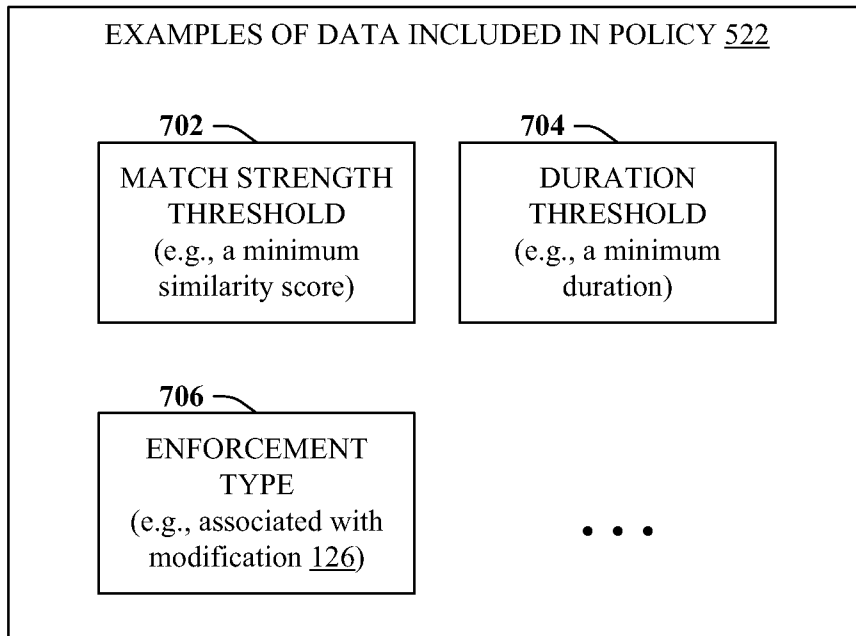 EXAMPLES OF DATA INCLUDED IN POLICY 522
702
MATCH STRENGTH
THRESHOLD
(e.g., a minimum
similarity score)
704
DURATION
THRESHOLD
(e.g., a minimum
duration)
706
ENFORCEMENT
TYPE
(e.g., associated with
modification 126)
• • •